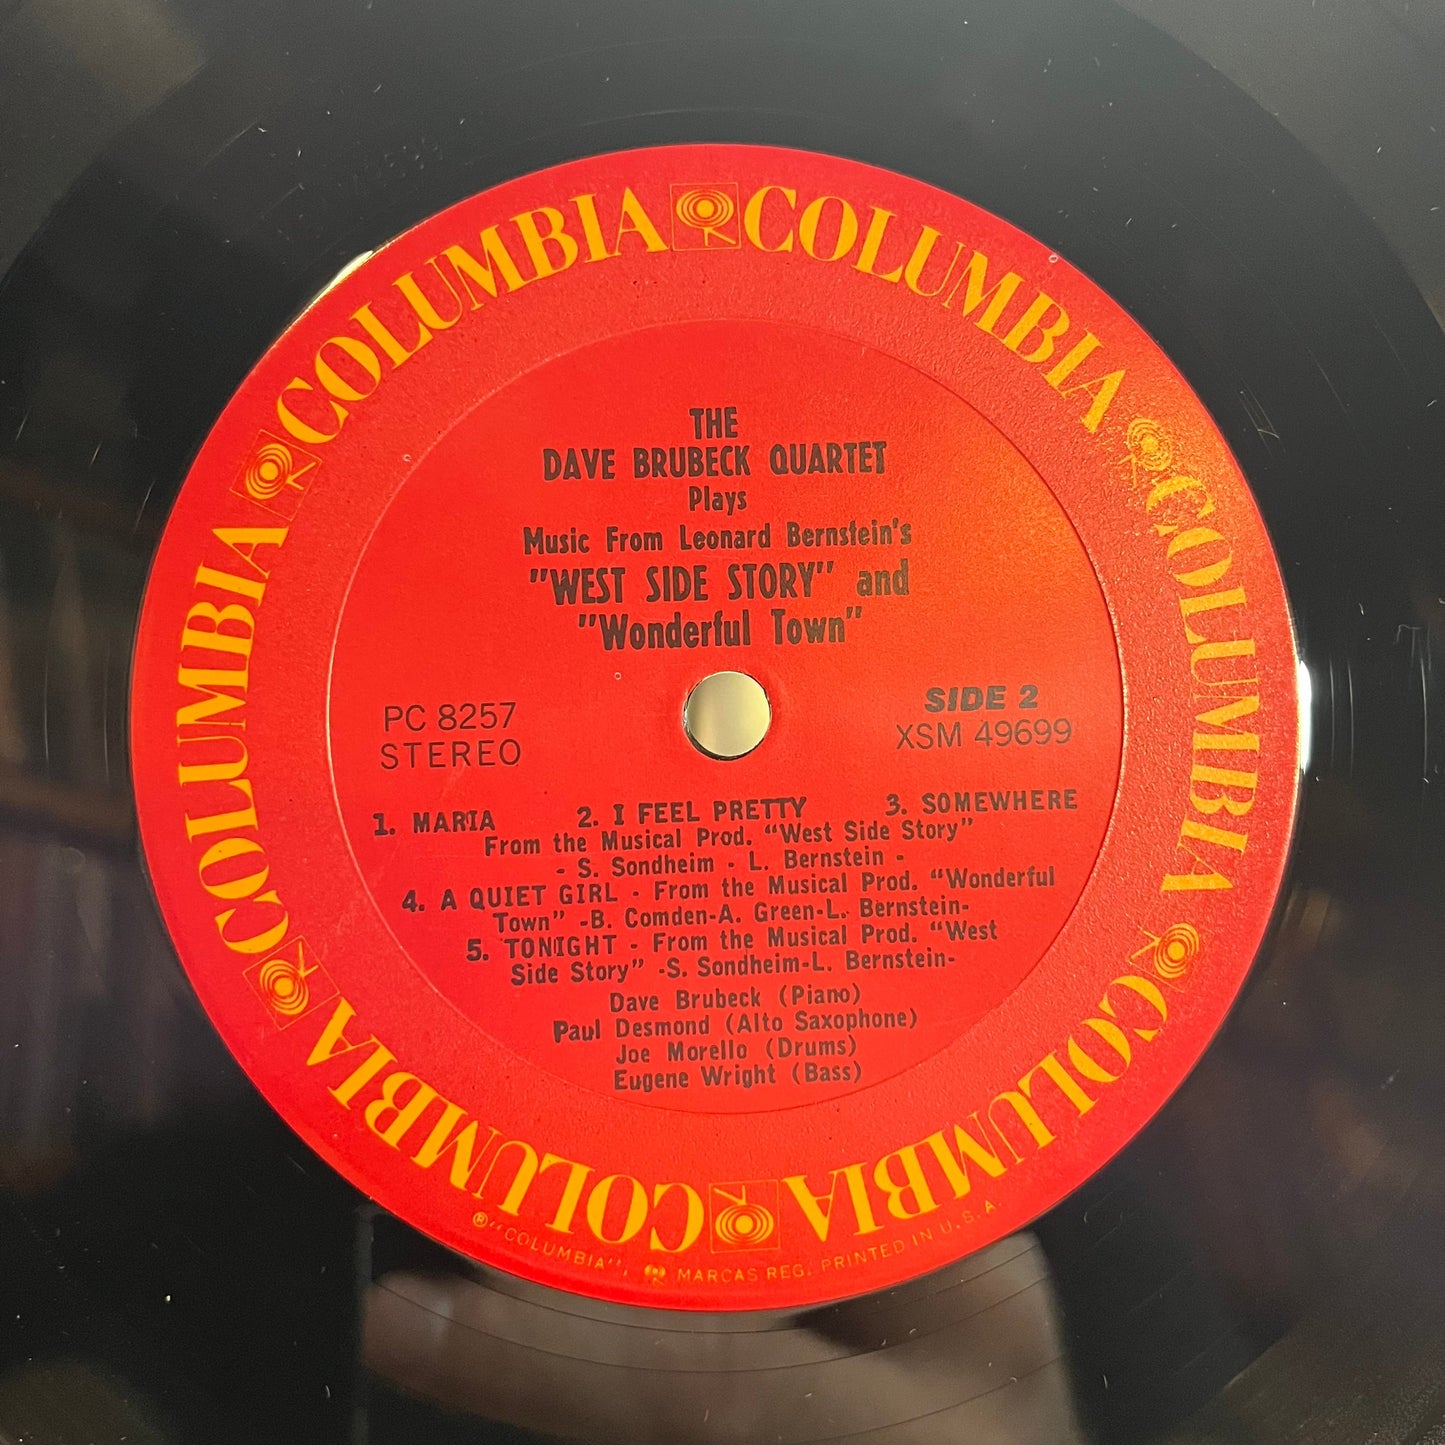 COLUMBIA COLUMBIA COLUMBIA COLUMBIA COLUMBIA COLUMBIA
THE
DAVE BRUBECK QUARTET
Plays
Music From Leonard Bernstein's
"WEST SIDE STORY" and
"Wonderful Town"
PC 8257
STEREO
SIDE 2
XSM 49699
1. MARIA 2. I FEEL PRETTY 3. SOMEWHERE
From the Musical Prod. "West Side Story"
- S. Sondheim - L. Bernstein -
4. A QUIET GIRL - From the Musical Prod. "Wonderful
Town" -B. Comden-A. Green-L. Bernstein-
5. TONIGHT - From the Musical Prod. "West
Side Story" -S. Sondheim-L. Bernstein-
Dave Brubeck (Piano)
Paul Desmond (Alto Saxophone)
Joe Morello (Drums)
Eugene Wright (Bass)
® "COLUMBIA", MARCAS REG. PRINTED IN U.S.A.